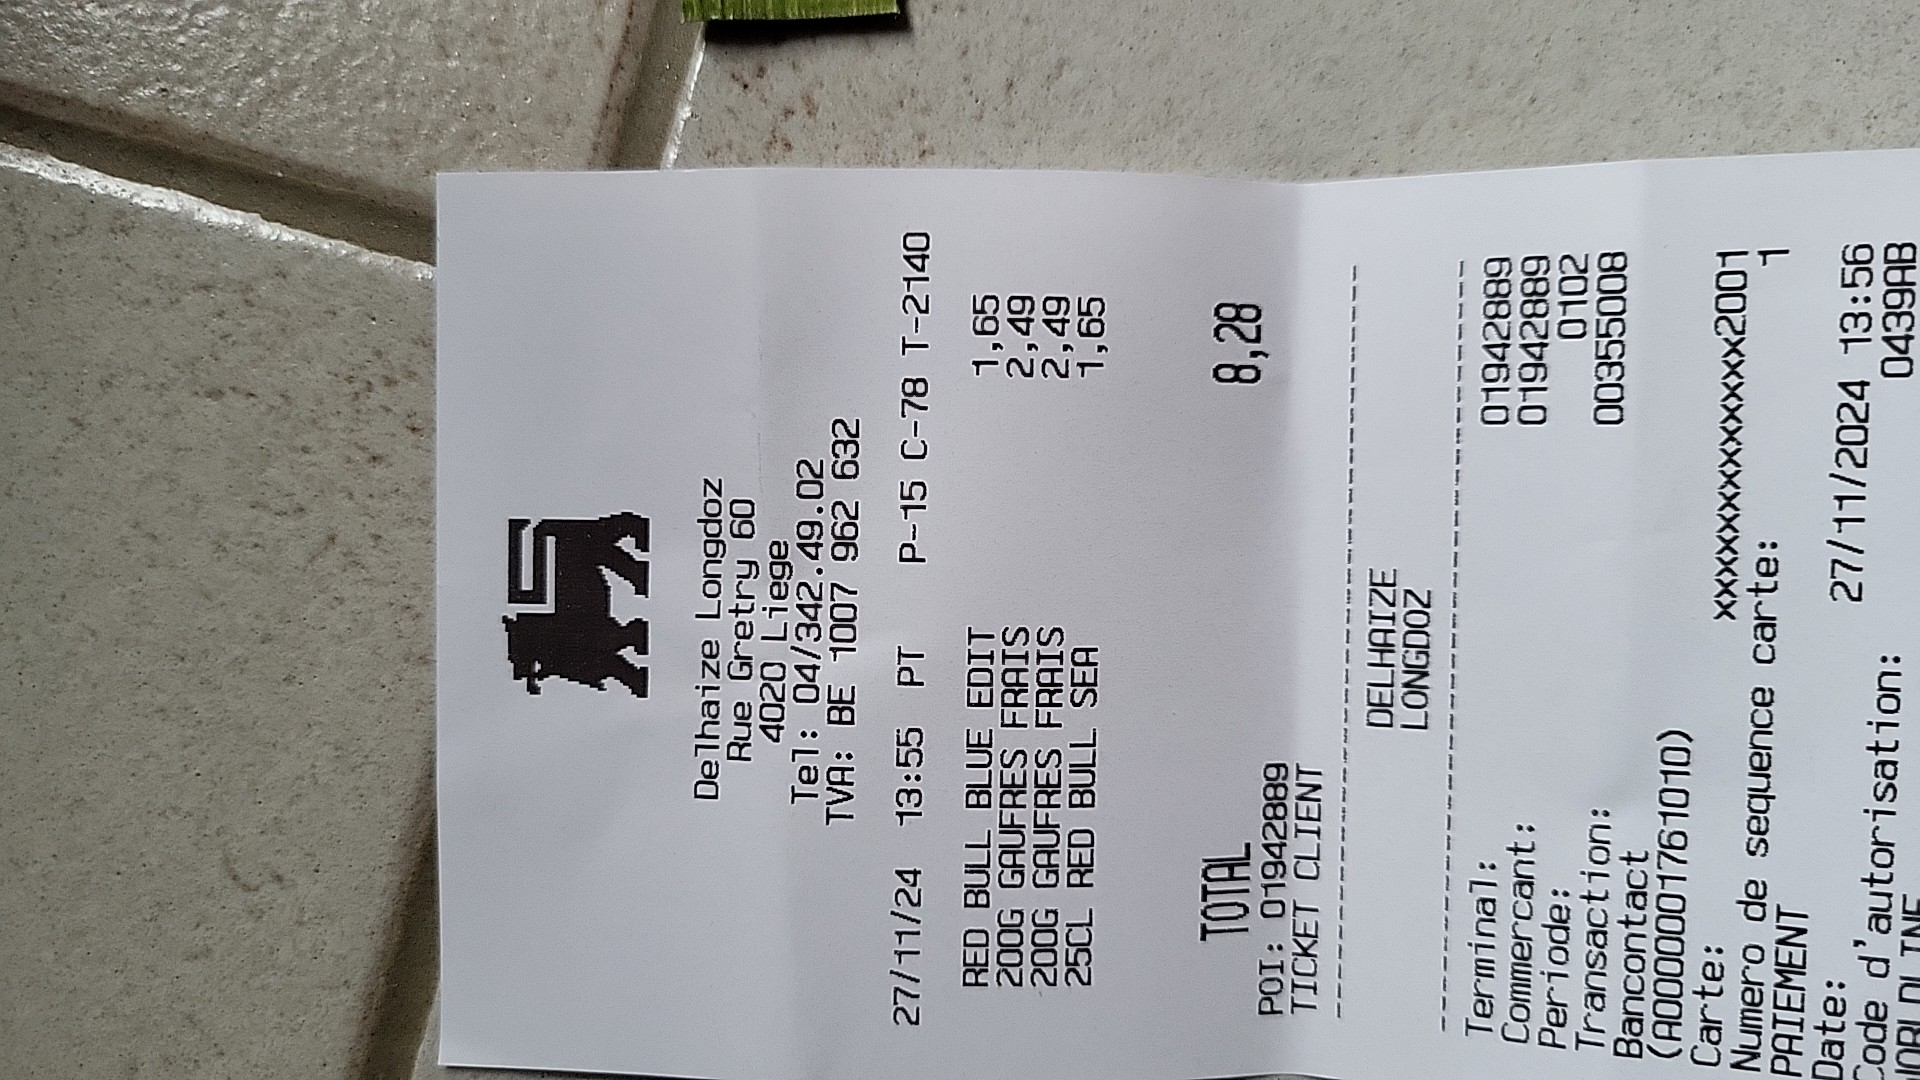 Delhaize Longdoz
Rue Gretry 60
4020 Liege
Tel: 04/342.49.02
TVA: BE 1007 962 632
27/11/24 13:55 PT P-15 C-78 T-2140
RED BULL BLUE EDIT 1,65
200G GAUFRES FRAIS 2,49
200G GAUFRES FRAIS 2,49
25CL RED BULL SEA 1,65
TOTAL 8,28
POI: 01942889
TICKET CLIENT
DELHAIZE
LONGDOZ
Terminal: 01942889
Commercant: 01942889
Periode: 0102
Transaction: 00355008
Bancontact
(A0000001761010)
Carte: xxxxxxxxxxxxxxx2001
Numero de sequence carte: 1
PAIEMENT
Date: 27/11/2024 13:56
Code d'autorisation: 0439AB